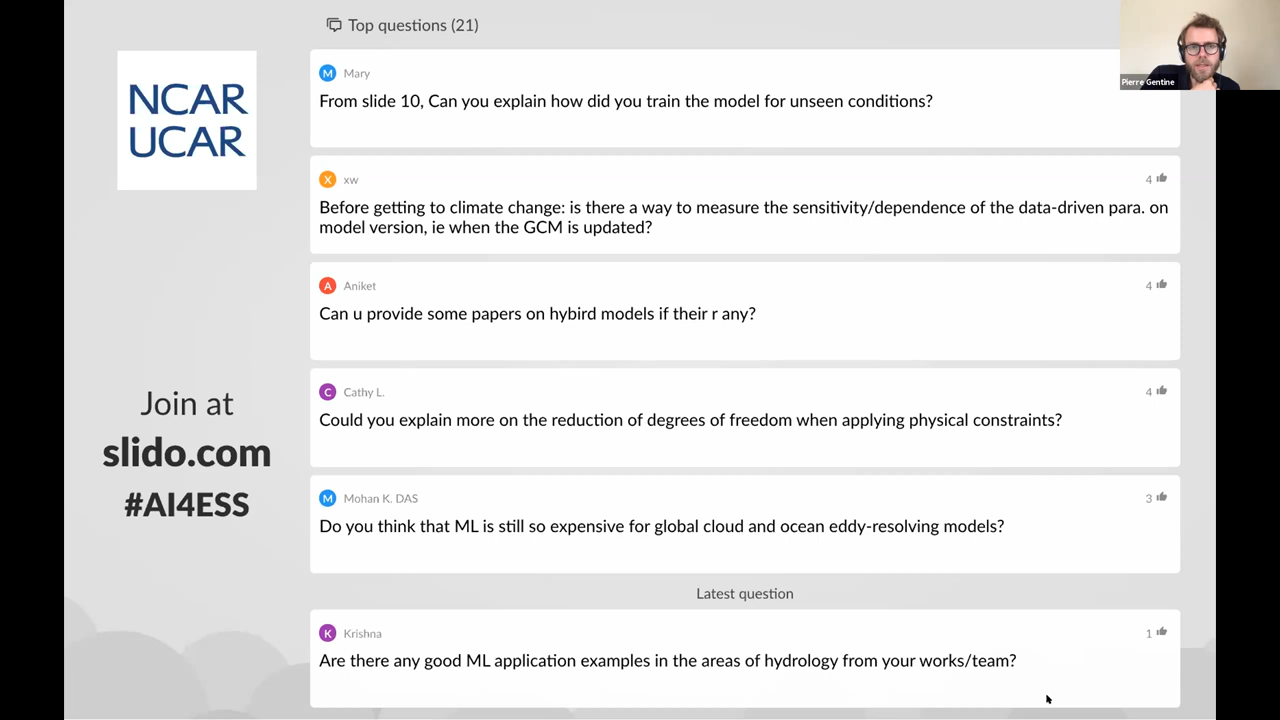 Top questions (21)
NCAR
UCAR
M Mary
From slide 10, Can you explain how did you train the model for unseen conditions?
Pierre Gentine
X xw 4
Before getting to climate change: is there a way to measure the sensitivity/dependence of the data-driven para. on
model version, ie when the GCM is updated?
A Aniket 4
Can u provide some papers on hybird models if their r any?
C Cathy L. 4
Could you explain more on the reduction of degrees of freedom when applying physical constraints?
Join at
slido.com
#AI4ESS
M Mohan K. DAS 3
Do you think that ML is still so expensive for global cloud and ocean eddy-resolving models?
Latest question
K Krishna 1
Are there any good ML application examples in the areas of hydrology from your works/team?